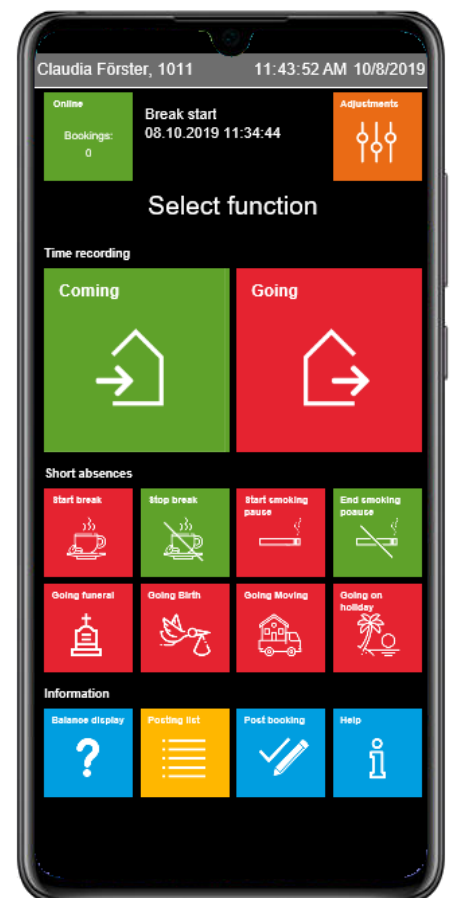 Claudia Förster, 1011 11:43:52 AM 10/8/2019
Online
Bookings:
0
Break start
08.10.2019 11:34:44
Adjustments
Select function
Time recording
Coming
Going
Short absences
Start break
Stop break
Start smoking
pause
End smoking
poause
Going funeral
Going Birth
Going Moving
Going on
holiday
Information
Balance display
Posting list
Post booking
Help